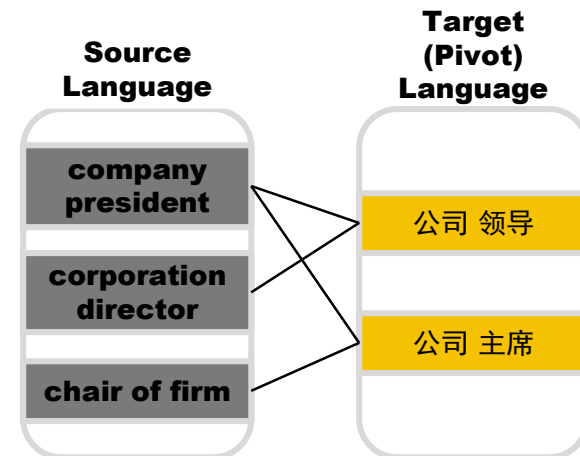 Source
Language
company
president
corporation
director
chair of firm
Target
(Pivot)
Language
公司 领导
公司 主席